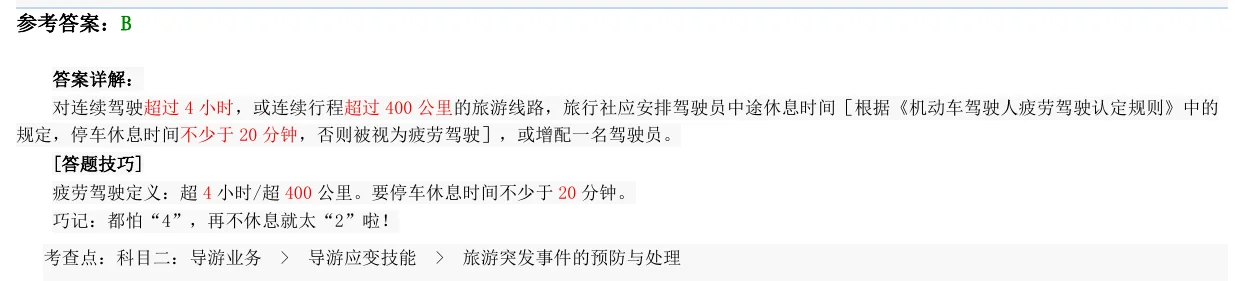 参考答案：B
答案详解：
对连续驾驶超过 4 小时，或连续行程超过 400 公里的旅游线路，旅行社应安排驾驶员中途休息时间［根据《机动车驾驶人疲劳驾驶认定规则》中的
规定，停车休息时间不少于 20 分钟，否则被视为疲劳驾驶］，或增配一名驾驶员。
[答题技巧]
疲劳驾驶定义：超 4 小时/超 400 公里。要停车休息时间不少于 20 分钟。
巧记：都怕“4”，再不休息就太“2”啦！
考查点：科目二：导游业务 > 导游应变技能 > 旅游突发事件的预防与处理